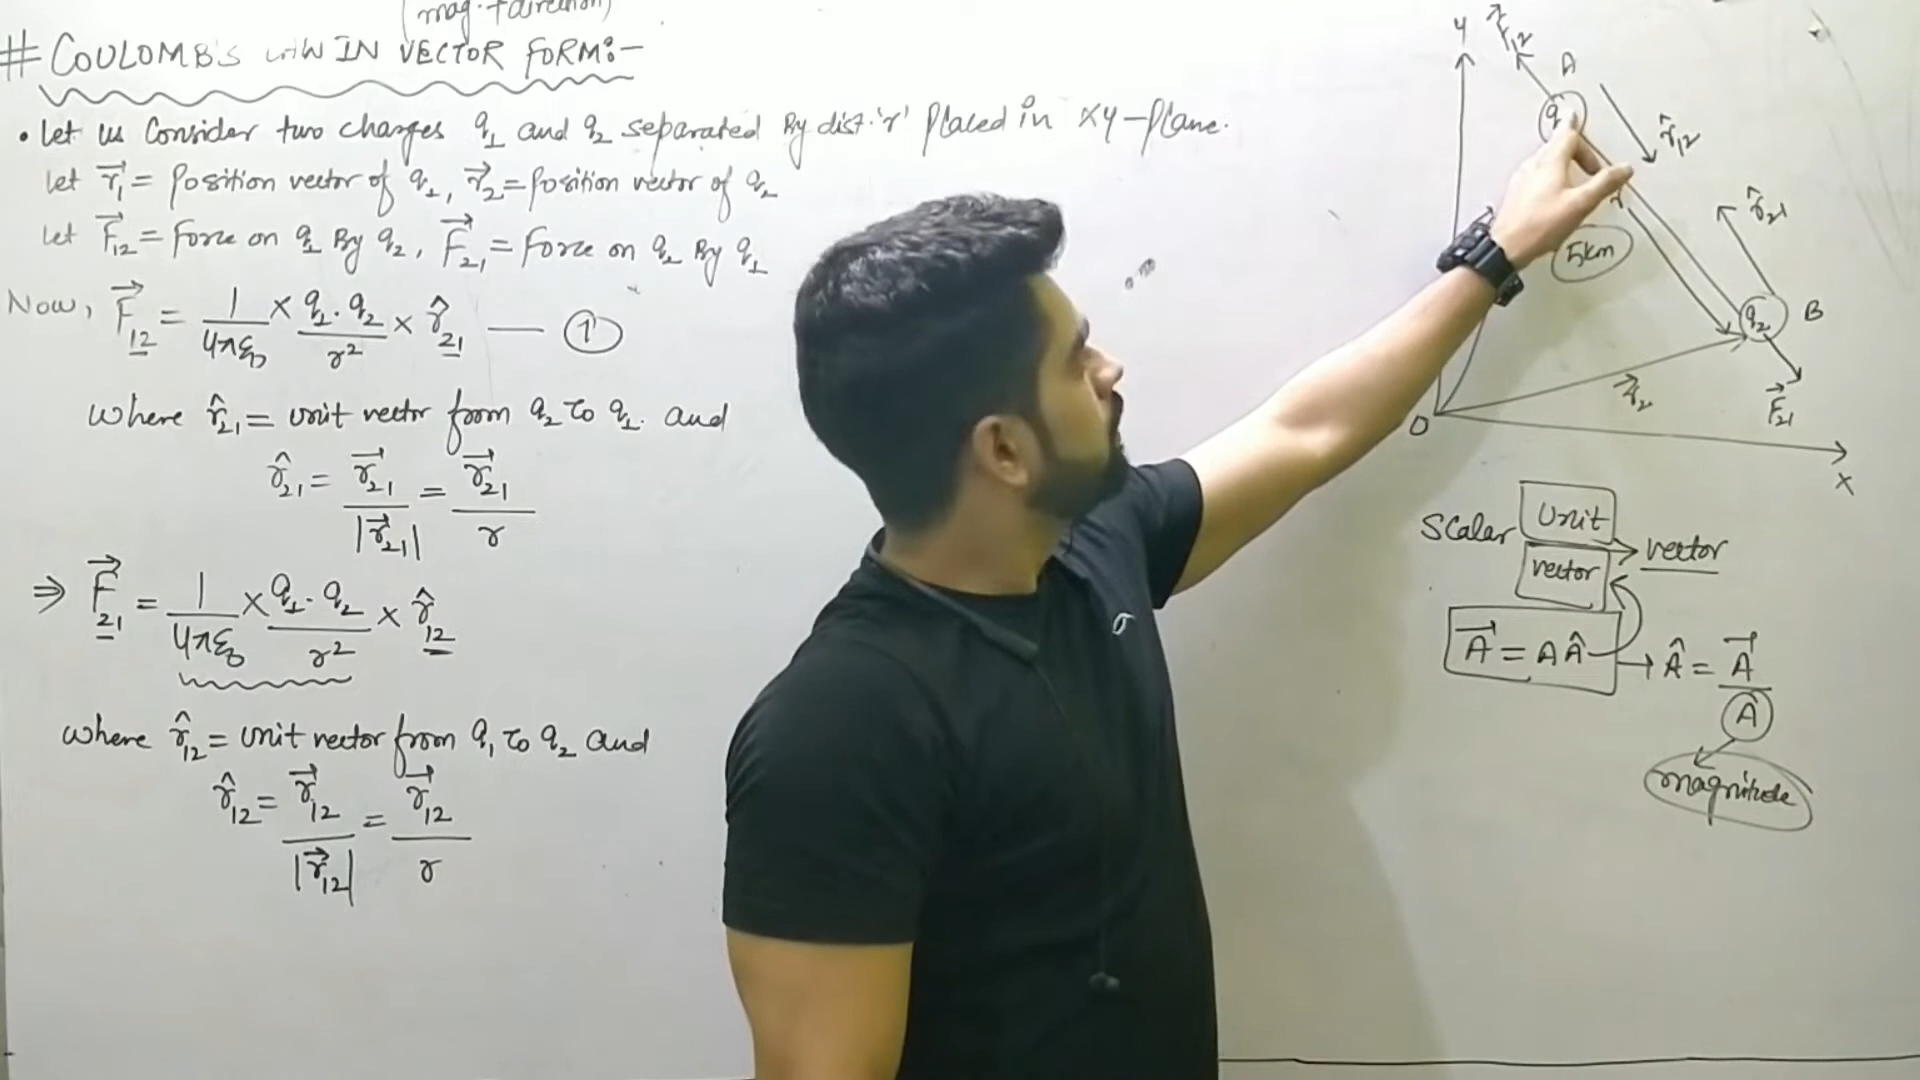 (mag. + direction)
# COULOMB'S LAW IN VECTOR FORM:-
• Let us Consider two charges q₁ and q₂ separated By dist. 'r' Placed in XY-Plane.
Let r⃗₁ = Position vector of q₁, r⃗₂ = Position vector of q₂
Let F⃗₁₂ = Force on q₁ By q₂, F⃗₂₁ = Force on q₂ By q₁
Now, F⃗₁₂ = 1/4πε₀ × q₁.q₂/r² × r̂₂₁ — ①
where r̂₂₁ = unit vector from q₂ to q₁. and
r̂₂₁ = r⃗₂₁/|r⃗₂₁| = r⃗₂₁/r
⇒ F⃗₂₁ = 1/4πε₀ × q₁.q₂/r² × r̂₁₂
where r̂₁₂ = unit vector from q₁ to q₂ and
r̂₁₂ = r⃗₁₂/|r⃗₁₂| = r⃗₁₂/r
Y
F⃗₁₂
A
q
r̂₁₂
r
r̂₂₁
5km
q₂
B
r⃗₂
F⃗₂₁
O
X
Scalar Unit
vector → vector
A⃗ = A Â → Â = A⃗/A
magnitude
σ